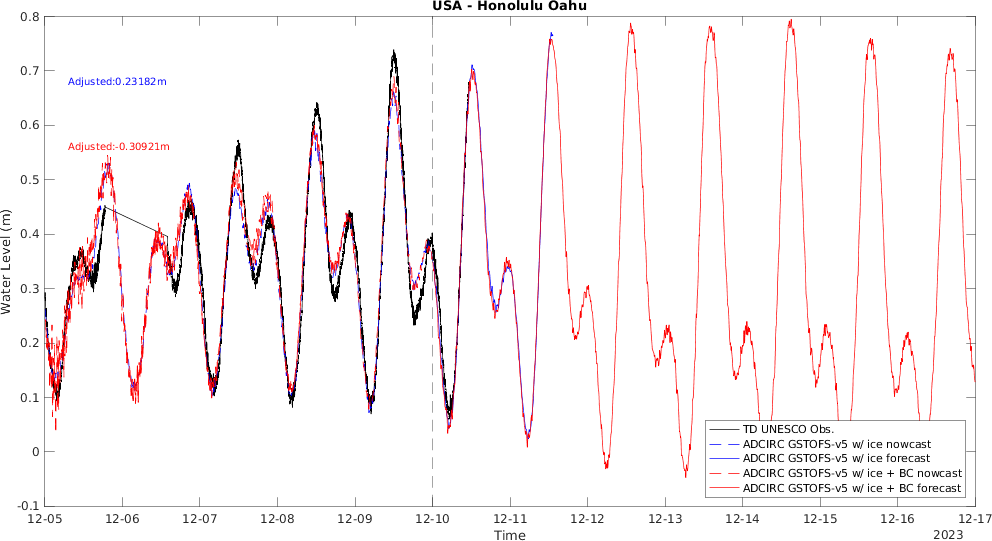 USA - Honolulu Oahu
Water Level (m)
0.8
0.7
0.6
0.5
0.4
0.3
0.2
0.1
0
-0.1
Adjusted:0.23182m
Adjusted:-0.30921m
TD UNESCO Obs.
ADCIRC GSTOFS-v5 w/ ice nowcast
ADCIRC GSTOFS-v5 w/ ice forecast
ADCIRC GSTOFS-v5 w/ ice + BC nowcast
ADCIRC GSTOFS-v5 w/ ice + BC forecast
12-05 12-06 12-07 12-08 12-09 12-10 12-11 12-12 12-13 12-14 12-15 12-16 12-17
Time
2023